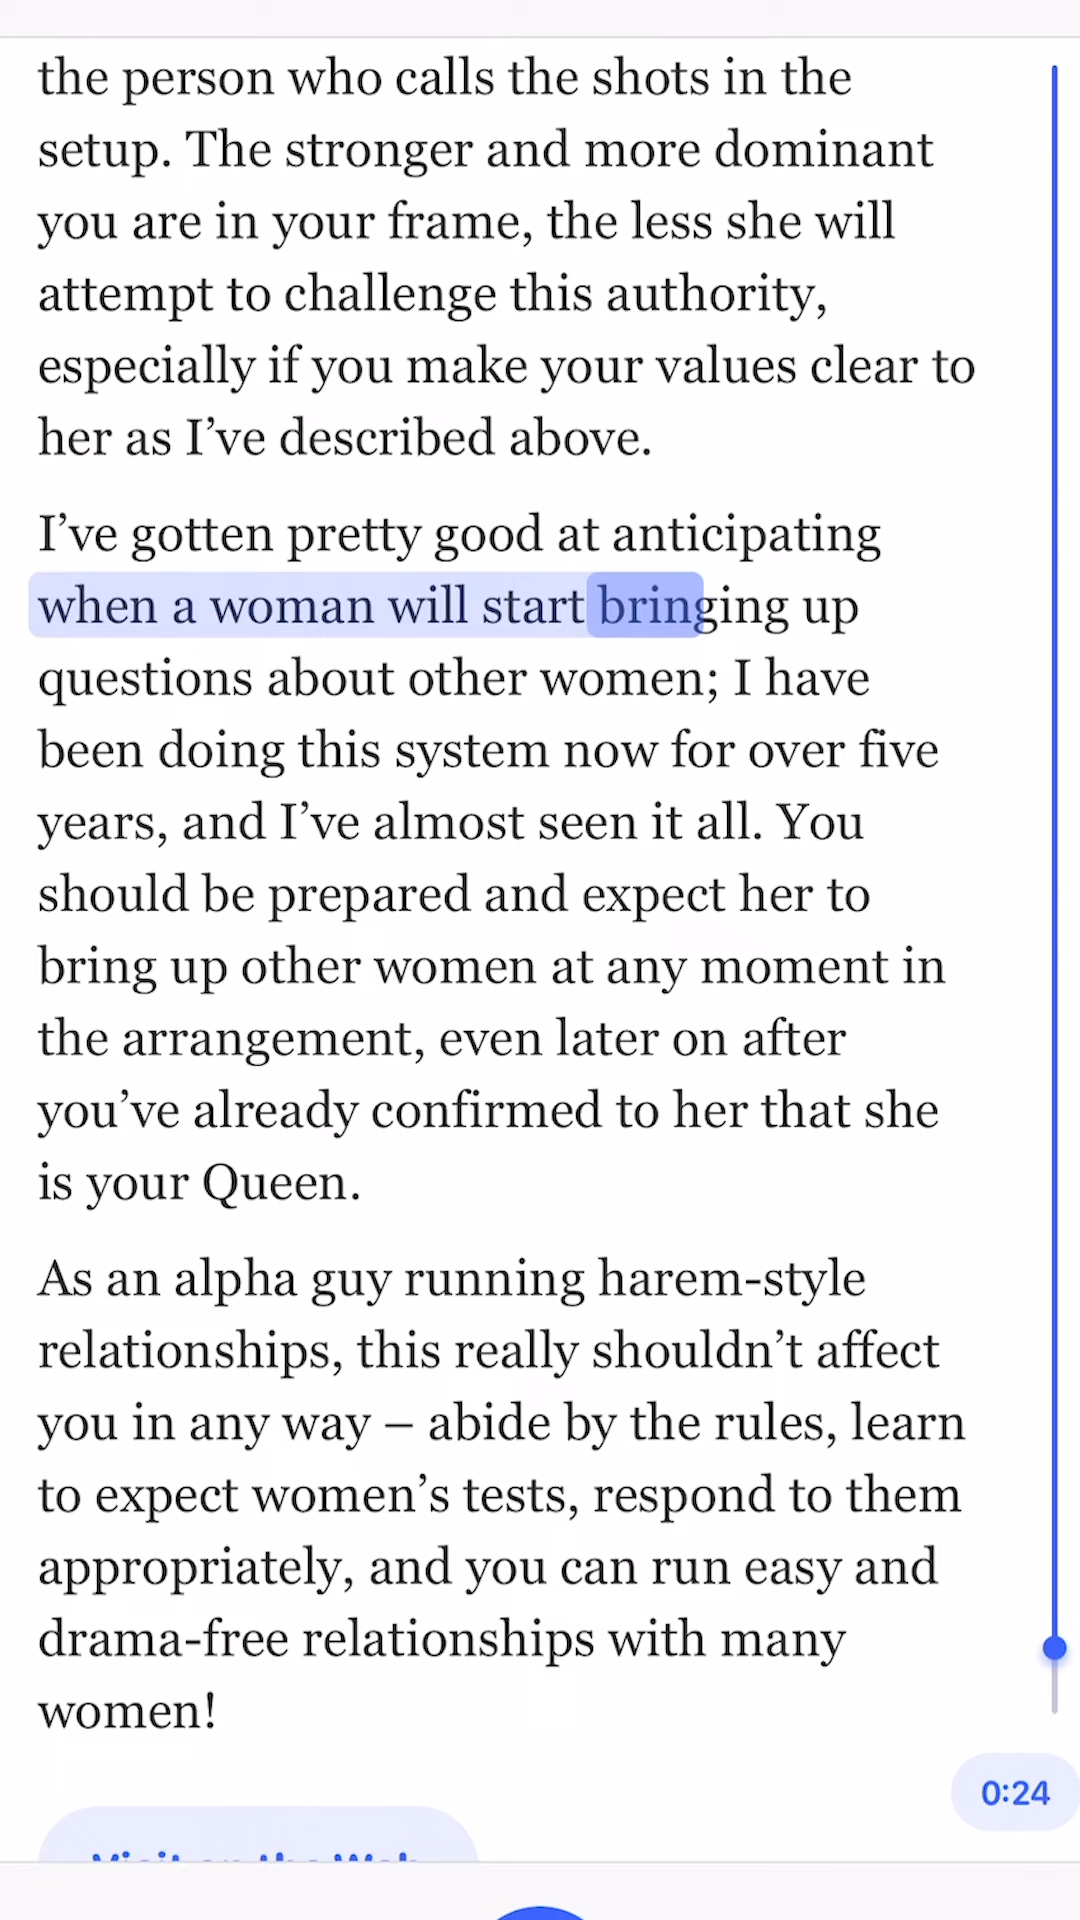 the person who calls the shots in the
setup. The stronger and more dominant
you are in your frame, the less she will
attempt to challenge this authority,
especially if you make your values clear to
her as I’ve described above.
I’ve gotten pretty good at anticipating
when a woman will start bringing up
questions about other women; I have
been doing this system now for over five
years, and I’ve almost seen it all. You
should be prepared and expect her to
bring up other women at any moment in
the arrangement, even later on after
you’ve already confirmed to her that she
is your Queen.
As an alpha guy running harem-style
relationships, this really shouldn’t affect
you in any way – abide by the rules, learn
to expect women’s tests, respond to them
appropriately, and you can run easy and
drama-free relationships with many
women!
0:24
Visit on the Web